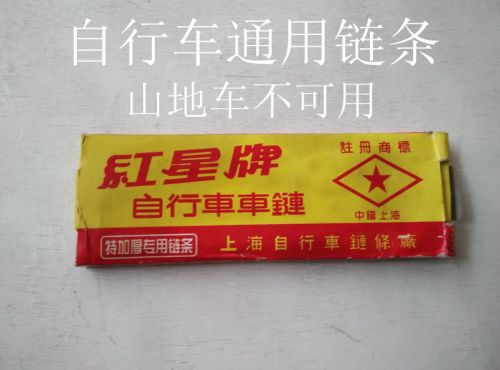 自行车通用链条
山地车不可用
紅星牌
註冊商標
自行車車鏈
中國上海
特加厚专用链条
上海自行車鏈條廠